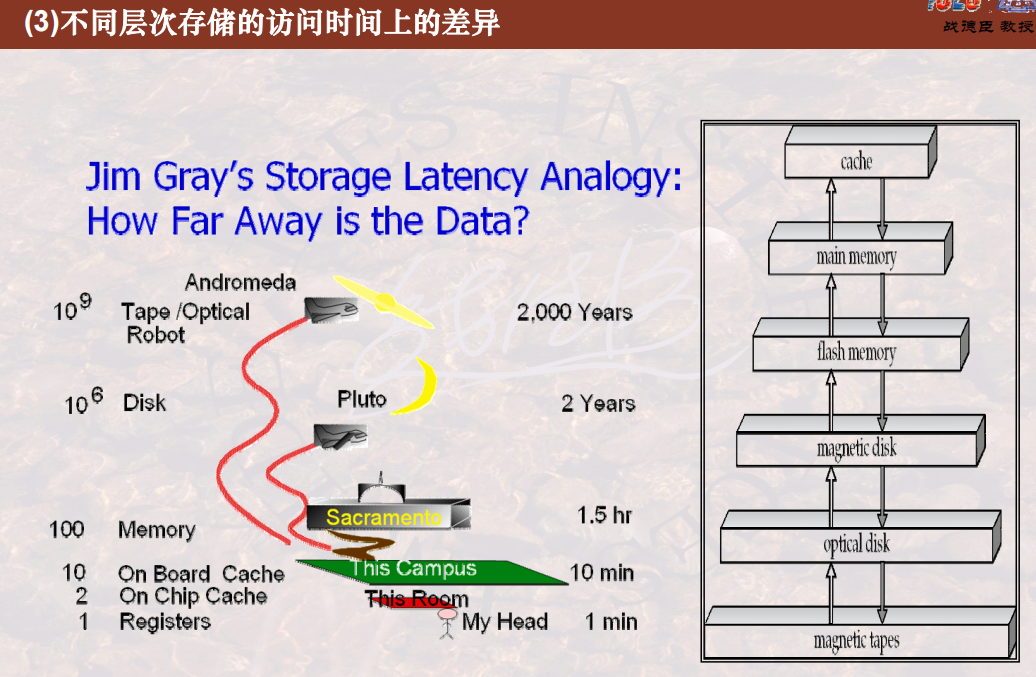 (3)不同层次存储的访问时间上的差异
战德臣 教授
Jim Gray's Storage Latency Analogy:
How Far Away is the Data?
Andromeda
10^9 Tape /Optical Robot 2,000 Years
10^6 Disk Pluto 2 Years
Sacramento
100 Memory 1.5 hr
This Campus
10 On Board Cache 10 min
2 On Chip Cache This Room
1 Registers My Head 1 min
cache
main memory
flash memory
magnetic disk
optical disk
magnetic tapes